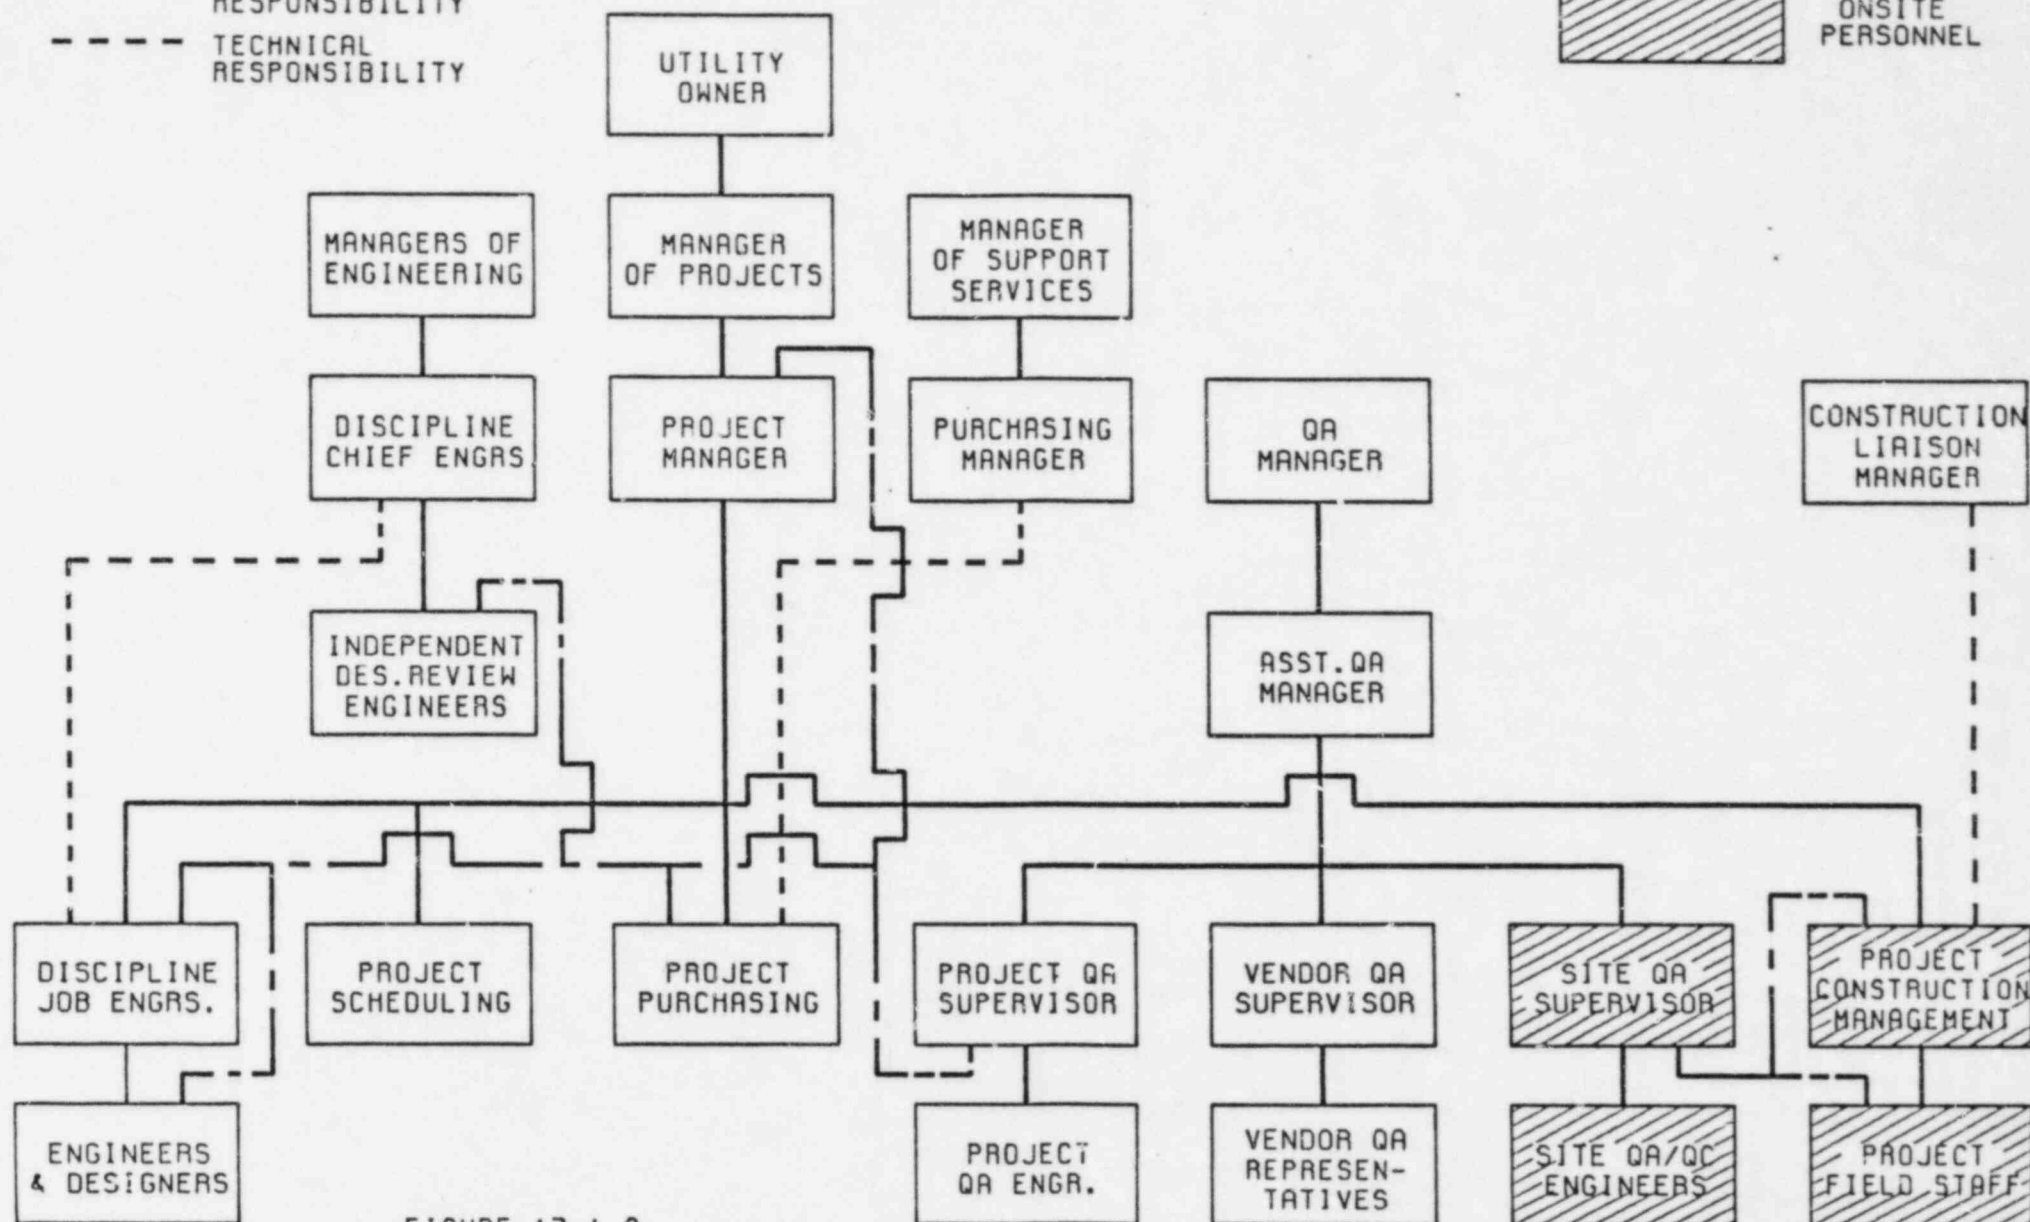 RESPONSIBILITY
TECHNICAL
RESPONSIBILITY
ONSITE
PERSONNEL
UTILITY
OWNER
MANAGERS OF
ENGINEERING
MANAGER
OF PROJECTS
MANAGER
OF SUPPORT
SERVICES
DISCIPLINE
CHIEF ENGRS
PROJECT
MANAGER
PURCHASING
MANAGER
QA
MANAGER
CONSTRUCTION
LIAISON
MANAGER
INDEPENDENT
DES.REVIEW
ENGINEERS
ASST.QA
MANAGER
DISCIPLINE
JOB ENGRS.
PROJECT
SCHEDULING
PROJECT
PURCHASING
PROJECT QA
SUPERVISOR
VENDOR QA
SUPERVISOR
SITE QA
SUPERVISOR
PROJECT
CONSTRUCTION
MANAGEMENT
ENGINEERS
& DESIGNERS
PROJECT
QA ENGR.
VENDOR QA
REPRESEN-
TATIVES
SITE QA/QC
ENGINEERS
PROJECT
FIELD STAFF
FIGURE